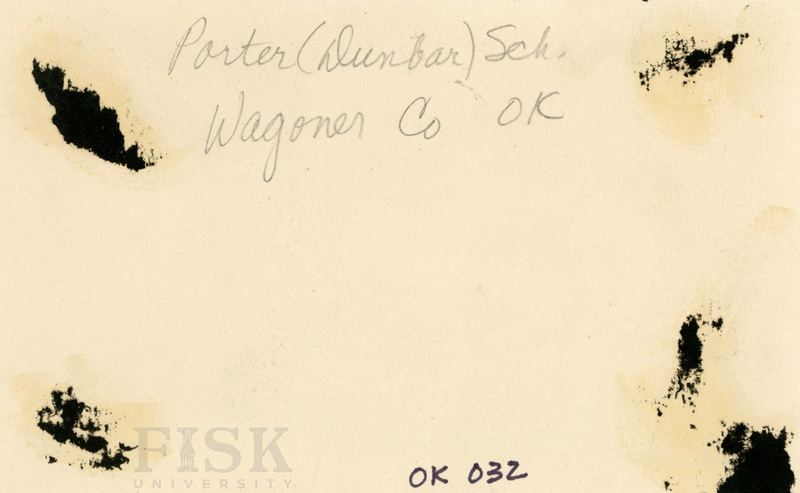 Porter (Dunbar) Sch.
Wagoner Co OK
FISK
UNIVERSITY
OK 032